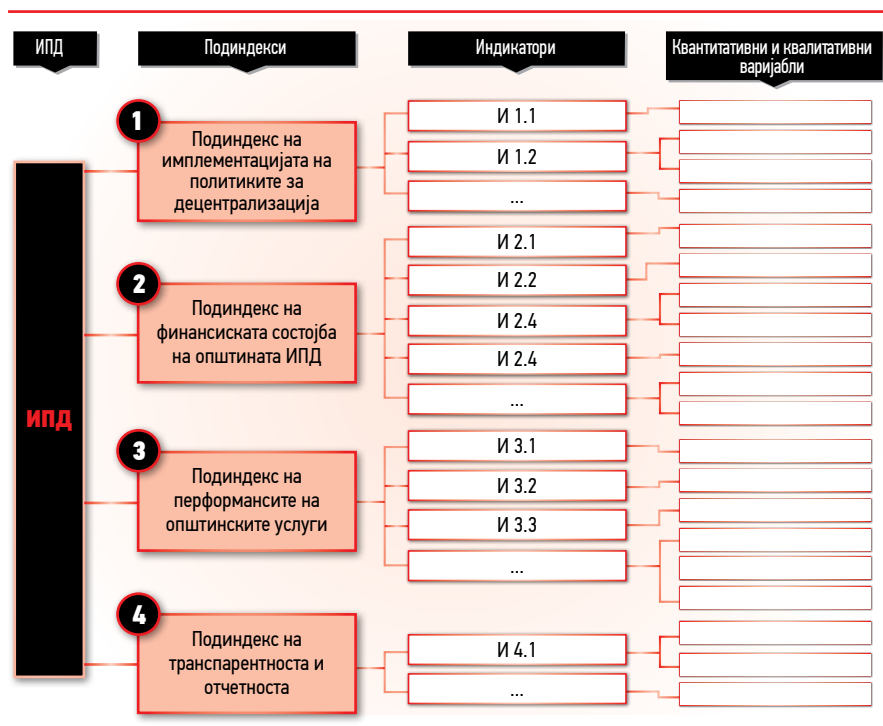 ИПД
Подиндекси
Индикатори
Квантитативни и квалитативни
варијабли
ИПД
1
Подиндекс на
имплементацијата на
политиките за
децентрализација
И 1.1
И 1.2
...
2
Подиндекс на
финансиската состојба
на општината ИПД
И 2.1
И 2.2
И 2.4
И 2.4
...
3
Подиндекс на
перформансите на
општинските услуги
И 3.1
И 3.2
И 3.3
...
4
Подиндекс на
транспарентноста и
отчетноста
И 4.1
...